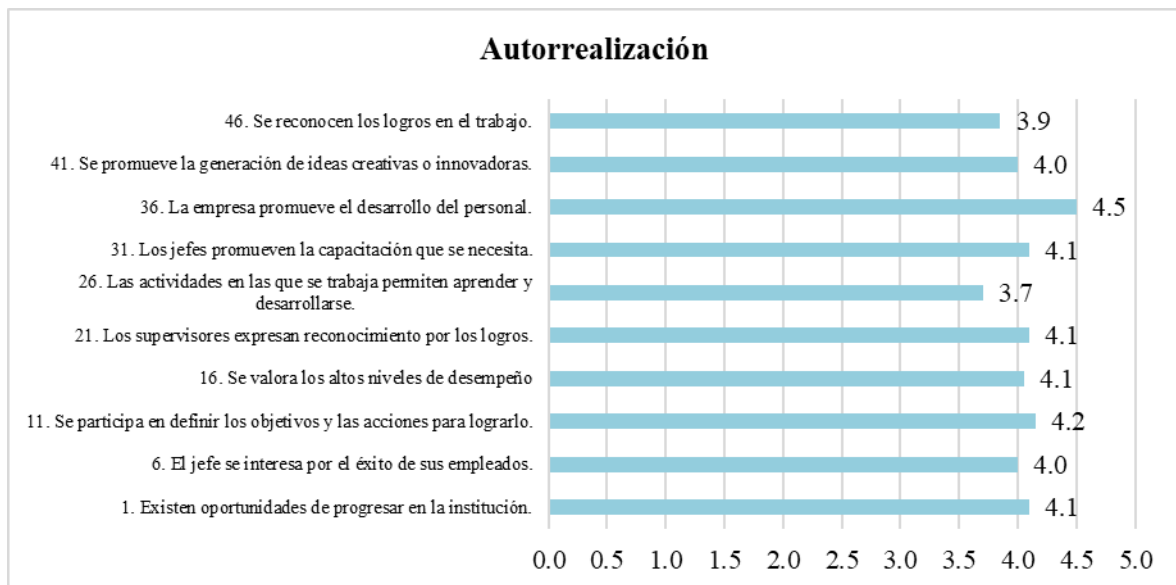 Autorrealización
46. Se reconocen los logros en el trabajo.
3.9
41. Se promueve la generación de ideas creativas o innovadoras.
4.0
36. La empresa promueve el desarrollo del personal.
4.5
31. Los jefes promueven la capacitación que se necesita.
4.1
26. Las actividades en las que se trabaja permiten aprender y
desarrollarse.
3.7
21. Los supervisores expresan reconocimiento por los logros.
4.1
16. Se valora los altos niveles de desempeño
4.1
11. Se participa en definir los objetivos y las acciones para lograrlo.
4.2
6. El jefe se interesa por el éxito de sus empleados.
4.0
1. Existen oportunidades de progresar en la institución.
4.1
0.0 0.5 1.0 1.5 2.0 2.5 3.0 3.5 4.0 4.5 5.0